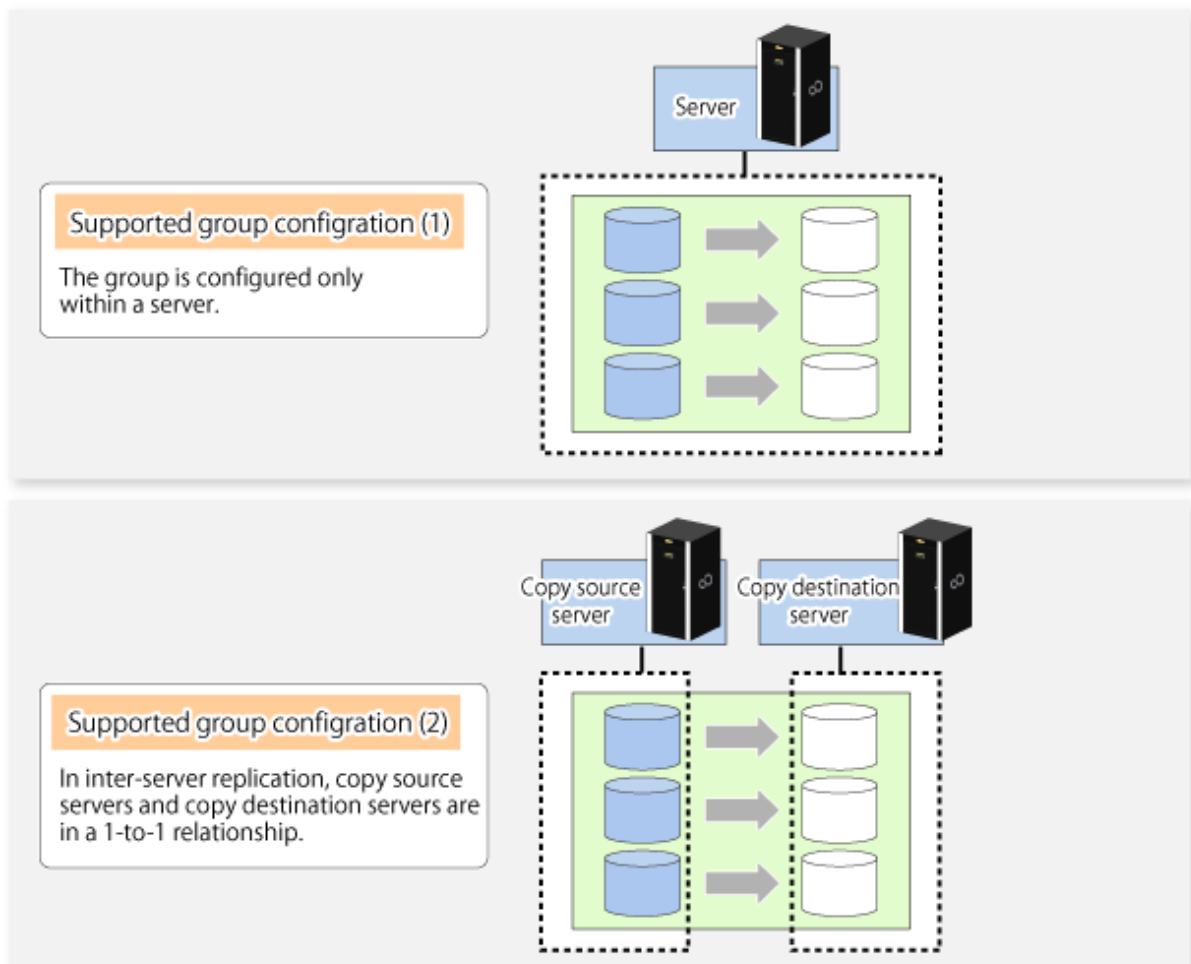 Server
Supported group configration (1)
The group is configured only
within a server.
Copy source
server
Copy destination
server
Supported group configration (2)
In inter-server replication, copy source
servers and copy destination servers are
in a 1-to-1 relationship.